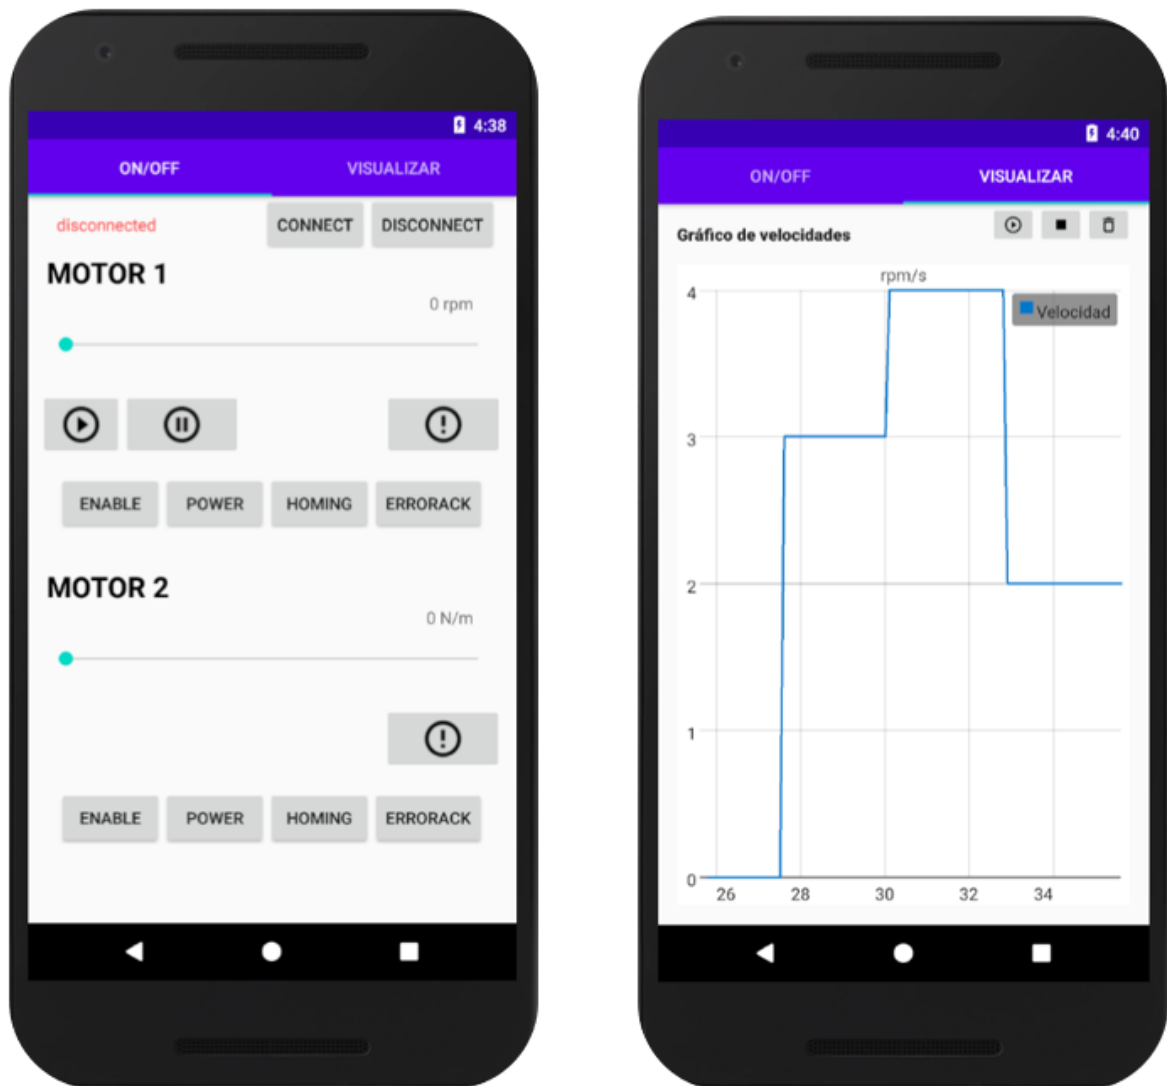 4:38
ON/OFF VISUALIZAR
disconnected CONNECT DISCONNECT
MOTOR 1
0 rpm
ENABLE POWER HOMING ERRORACK
MOTOR 2
0 N/m
ENABLE POWER HOMING ERRORACK
4:40
ON/OFF VISUALIZAR
Gráfico de velocidades
rpm/s
Velocidad
4
3
2
1
0
26 28 30 32 34